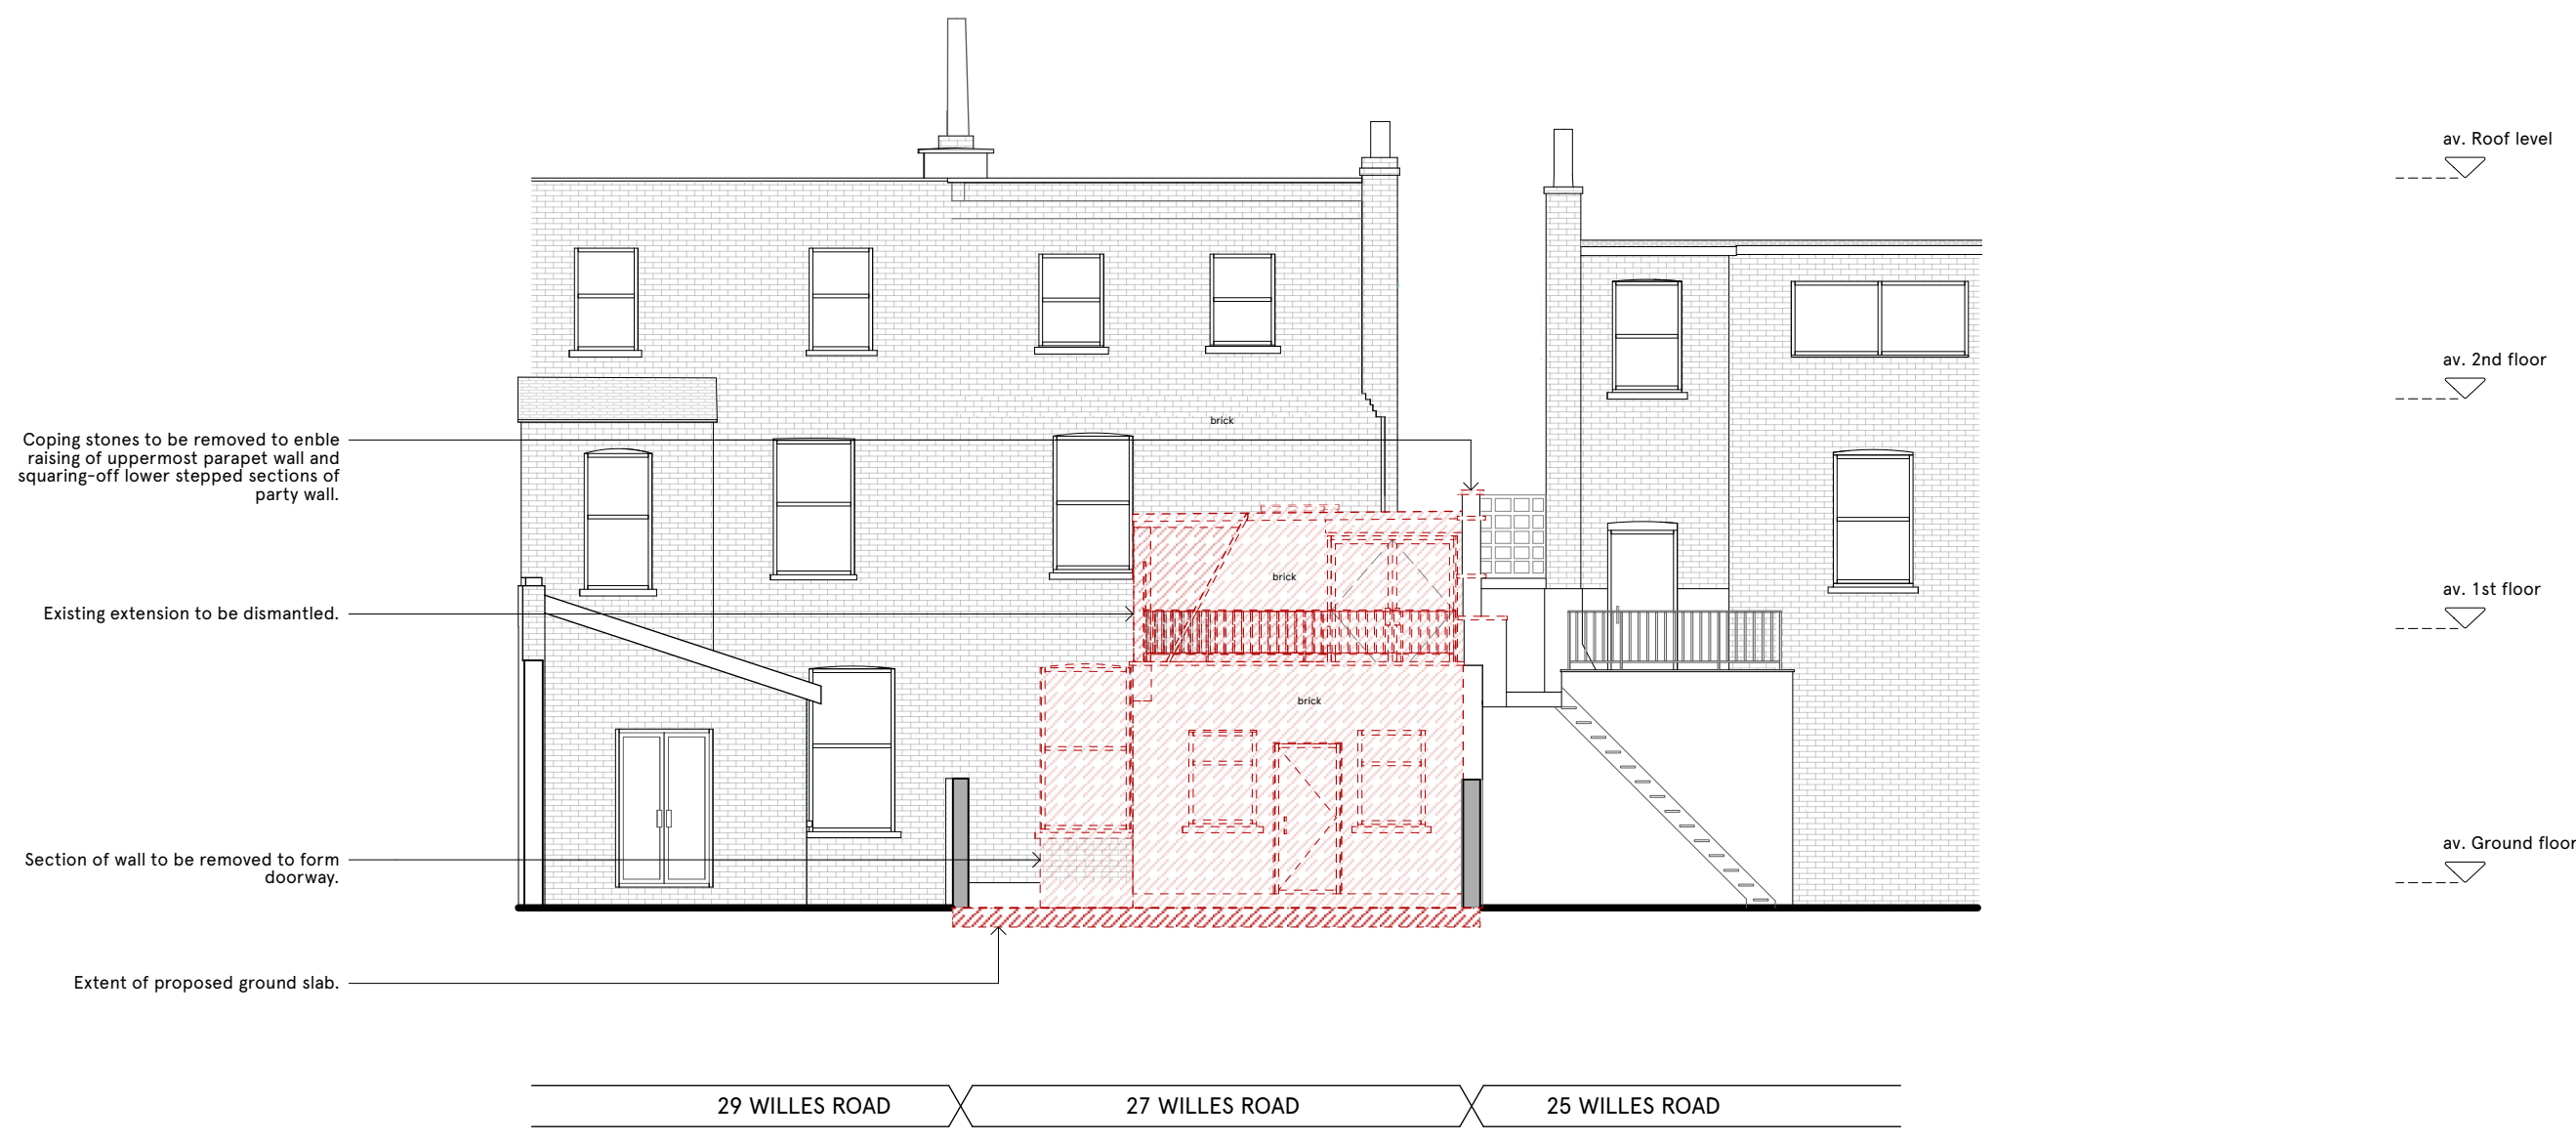 av. Roof level
av. 2nd floor
brick
Coping stones to be removed to enble
raising of uppermost parapet wall and
squaring-off lower stepped sections of
party wall.
brick
av. 1st floor
Existing extension to be dismantled.
brick
av. Ground floor
Section of wall to be removed to form
doorway.
Extent of proposed ground slab.
29 WILLES ROAD
27 WILLES ROAD
25 WILLES ROAD